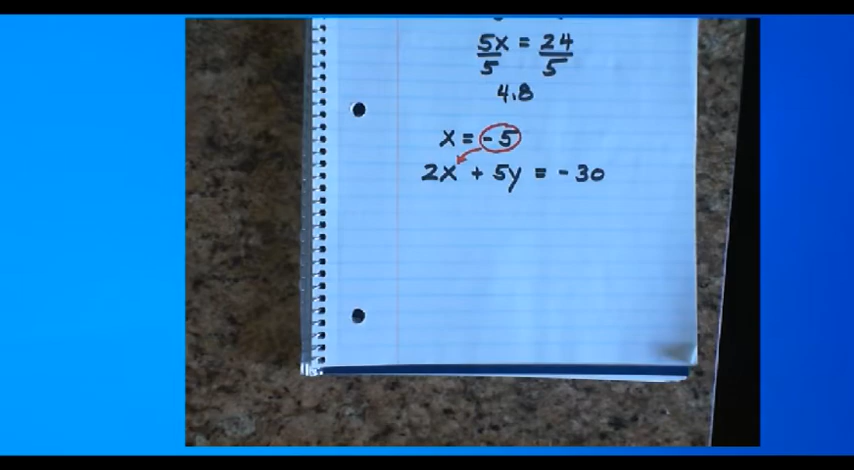 5x = 24
5 5
4.8
x = -5
2x + 5y = -30